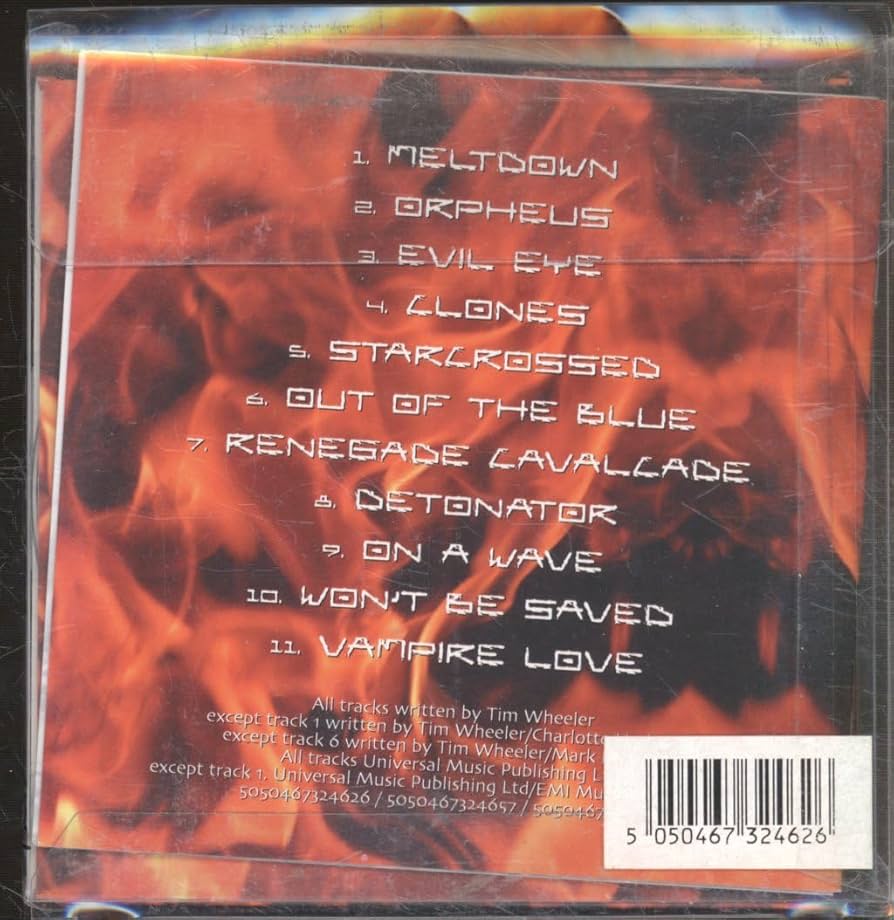 1. MELTDOWN
2. ORPHEUS
3. EVIL EYE
4. CLONES
5. STARCROSSED
6. OUT OF THE BLUE
7. RENEGADE CAVALCADE
8. DETONATOR
9. ON A WAVE
10. WON'T BE SAVED
11. VAMPIRE LOVE
All tracks written by Tim Wheeler
except track 1 written by Tim Wheeler/Charlotte
except track 6 written by Tim Wheeler/Mark
All tracks Universal Music Publishing
except track 1. Universal Music Publishing Ltd/EMI
5050467324626 / 5050467324657 / 
5 050467 324626